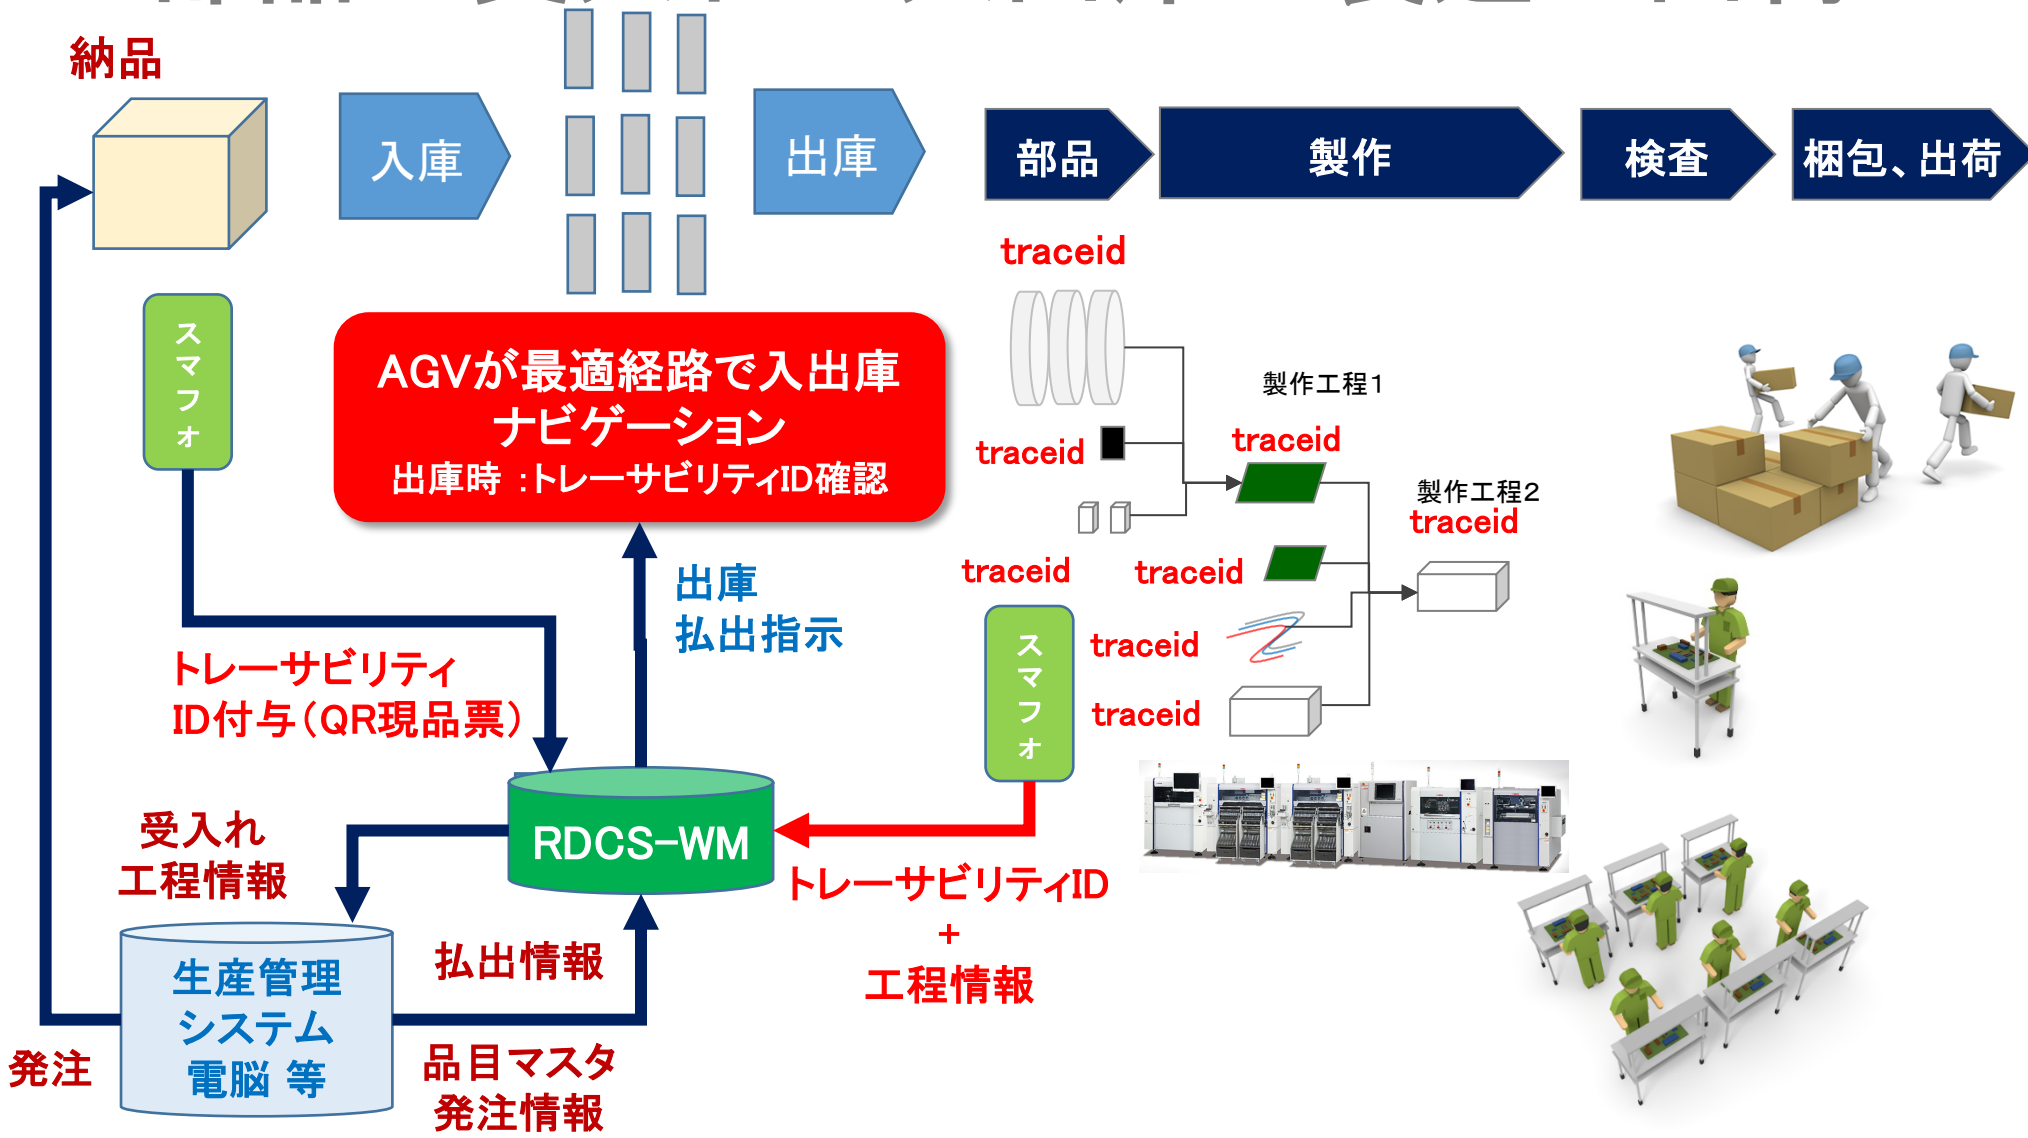 納品
入庫
出庫
部品
製作
検査
梱包、出荷
traceid
スマフォ
AGVが最適経路で入出庫
ナビゲーション
出庫時 :トレーサビリティID確認
製作工程1
traceid
traceid
製作工程2
traceid
traceid
traceid
traceid
traceid
スマフォ
出庫
払出指示
トレーサビリティ
ID付与(QR現品票)
RDCS-WM
受入れ
工程情報
トレーサビリティID
+
工程情報
払出情報
生産管理
システム
電脳 等
発注
品目マスタ
発注情報